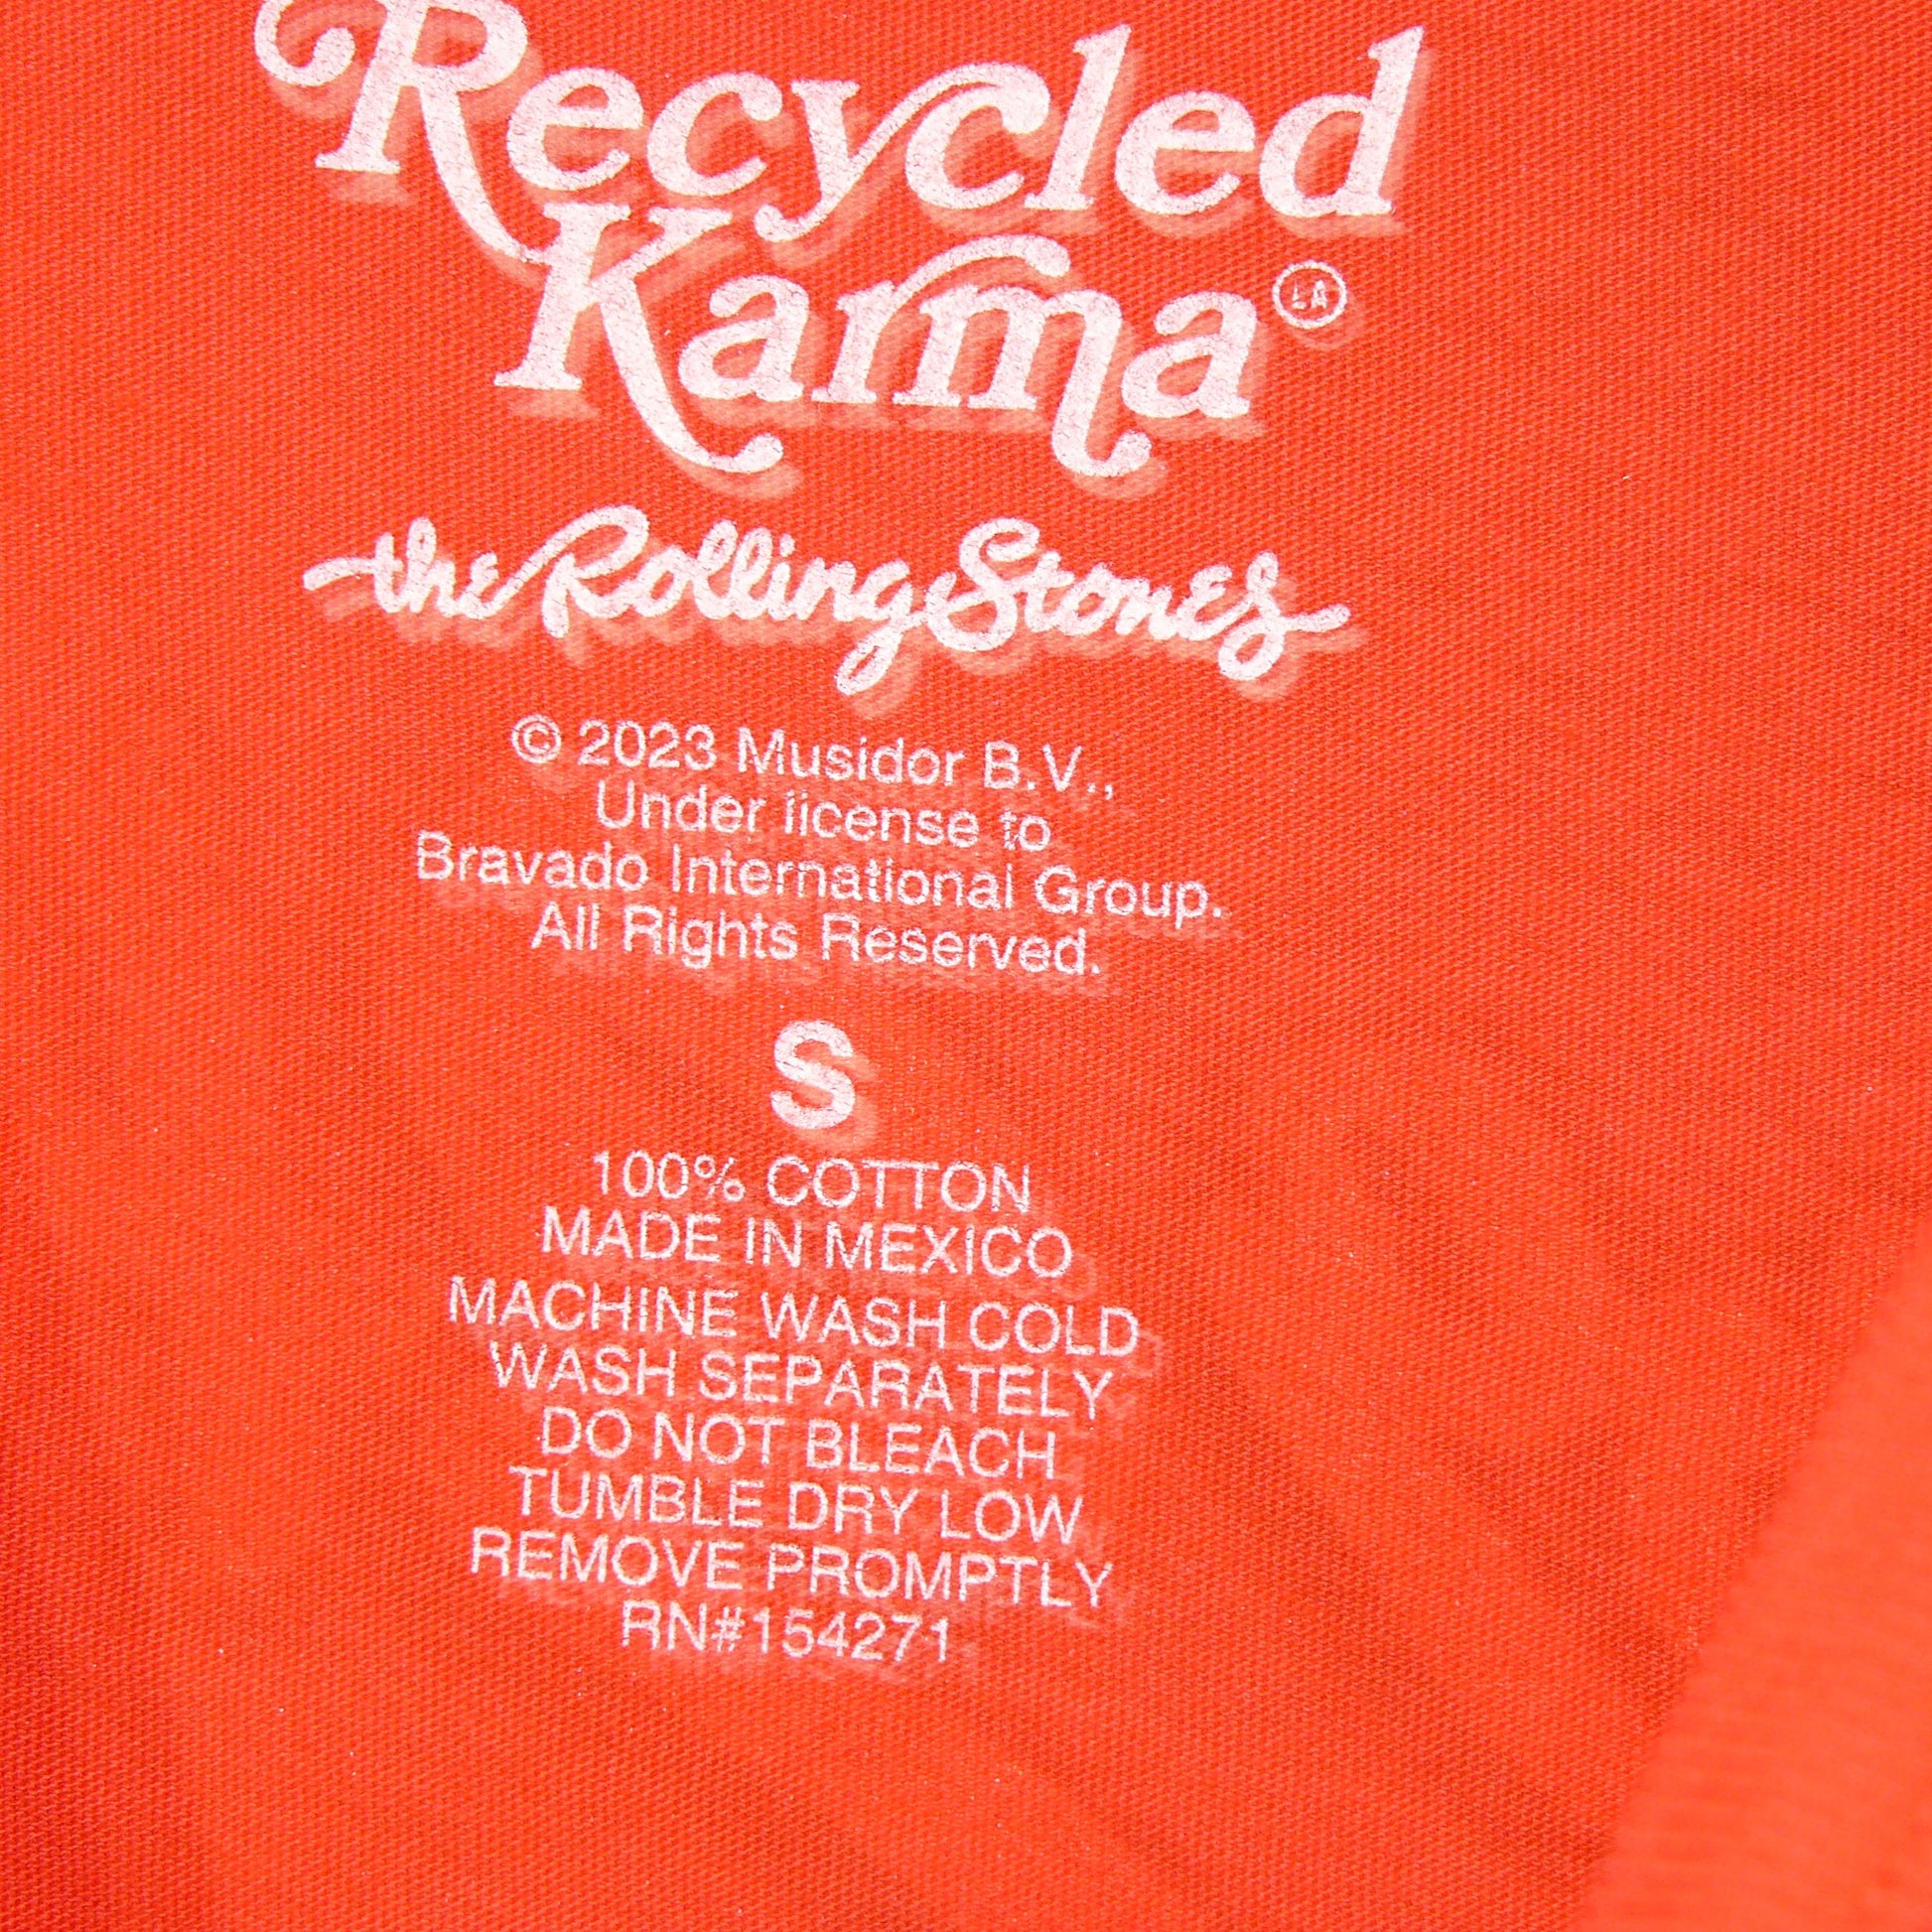 Recycled
Karma LA
the Rolling Stones
© 2023 Musidor B.V.,
Under license to
Bravado International Group.
All Rights Reserved.
S
100% COTTON
MADE IN MEXICO
MACHINE WASH COLD
WASH SEPARATELY
DO NOT BLEACH
TUMBLE DRY LOW
REMOVE PROMPTLY
RN#154271